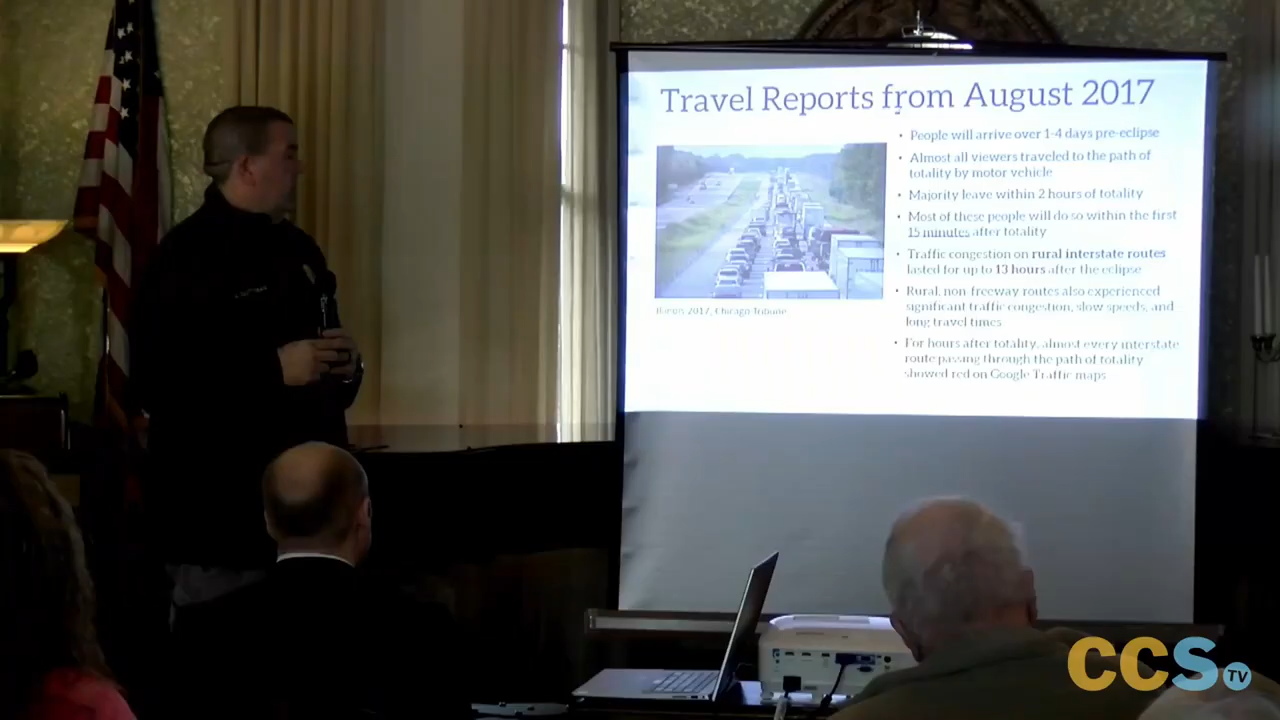 Travel Reports from August 2017
• People will arrive over 1-4 days pre-eclipse
• Almost all viewers traveled to the path of
totality by motor vehicle
• Majority leave within 2 hours of totality
• Most of these people will do so within the first
15 minutes after totality
• Traffic congestion on rural interstate routes
lasted for up to 13 hours after the eclipse
• Rural, non-freeway routes also experienced
significant traffic congestion, slow speeds, and
long travel times
• For hours after totality, almost every interstate
route passing through the path of totality
showed red on Google Traffic maps
Illinois 2017, Chicago Tribune
CCS TV